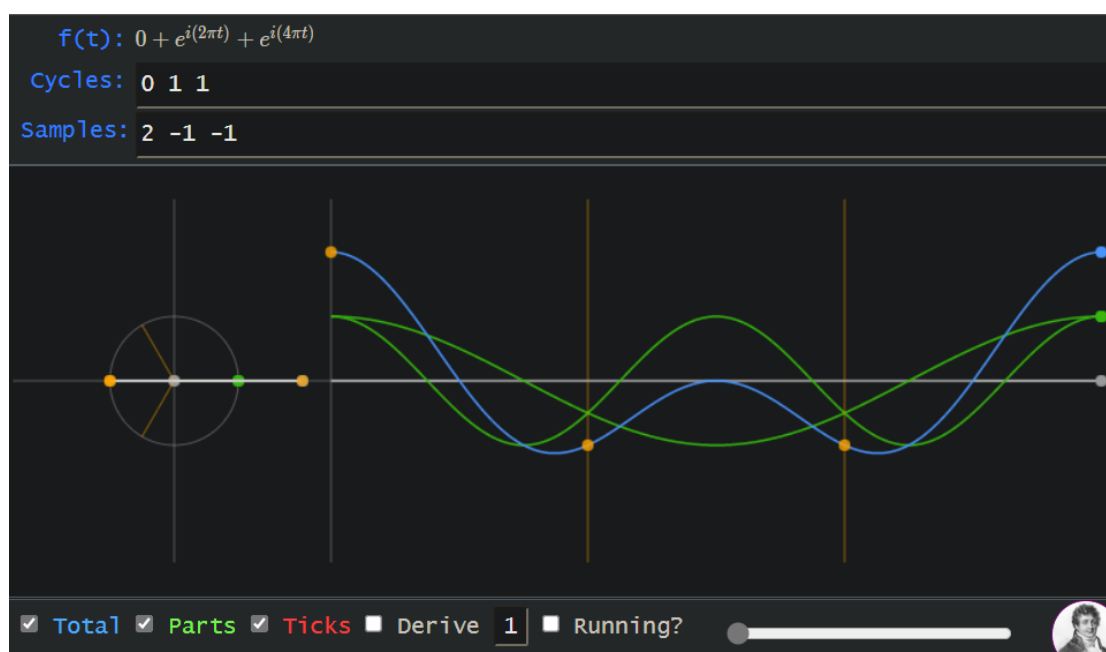 f(t): 0 + e^{i(2πt)} + e^{i(4πt)}
Cycles: 0 1 1
Samples: 2 -1 -1
Total Parts Ticks Derive 1 Running?